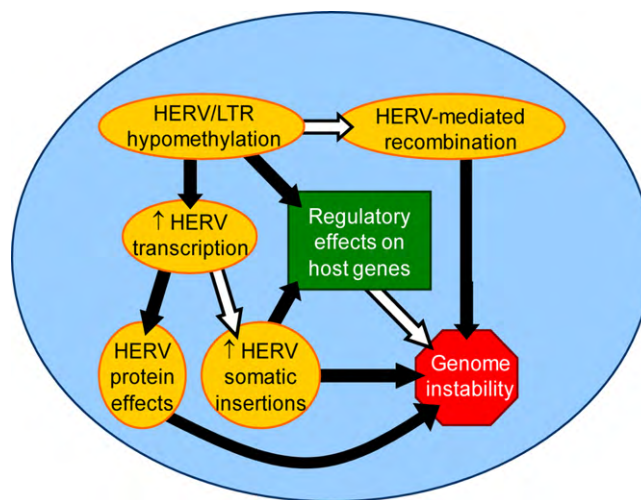 HERV/LTR
hypomethylation
HERV-mediated
recombination
↑ HERV
transcription
Regulatory
effects on
host genes
HERV
protein
effects
↑ HERV
somatic
insertions
Genome
instability